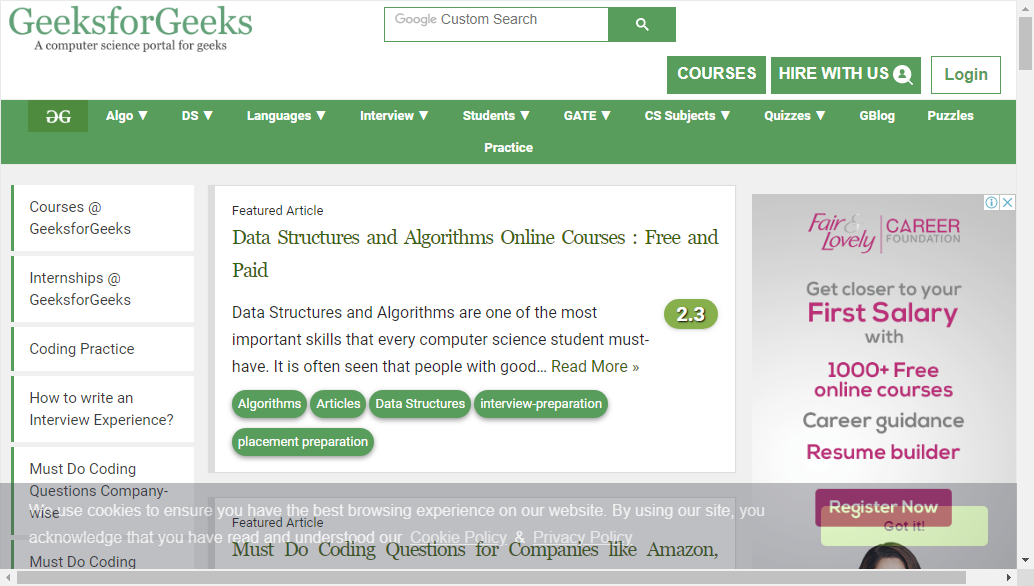 GeeksforGeeks
A computer science portal for geeks
Google Custom Search
COURSES
HIRE WITH US
Login
GG
Algo ▼
DS ▼
Languages ▼
Interview ▼
Students ▼
GATE ▼
CS Subjects ▼
Quizzes ▼
GBlog
Puzzles
Practice
Courses @
GeeksforGeeks
Internships @
GeeksforGeeks
Coding Practice
How to write an
Interview Experience?
Must Do Coding
Questions Company-
wise
Must Do Coding
Featured Article
Data Structures and Algorithms Online Courses : Free and
Paid
Data Structures and Algorithms are one of the most
important skills that every computer science student must-
have. It is often seen that people with good... Read More »
2.3
Algorithms
Articles
Data Structures
interview-preparation
placement preparation
Featured Article
Must Do Coding Questions for Companies like Amazon,
Fair & Lovely
CAREER
FOUNDATION
Get closer to your
First Salary
with
1000+ Free
online courses
Career guidance
Resume builder
Register Now
We use cookies to ensure you have the best browsing experience on our website. By using our site, you
acknowledge that you have read and understood our Cookie Policy & Privacy Policy
Got it!